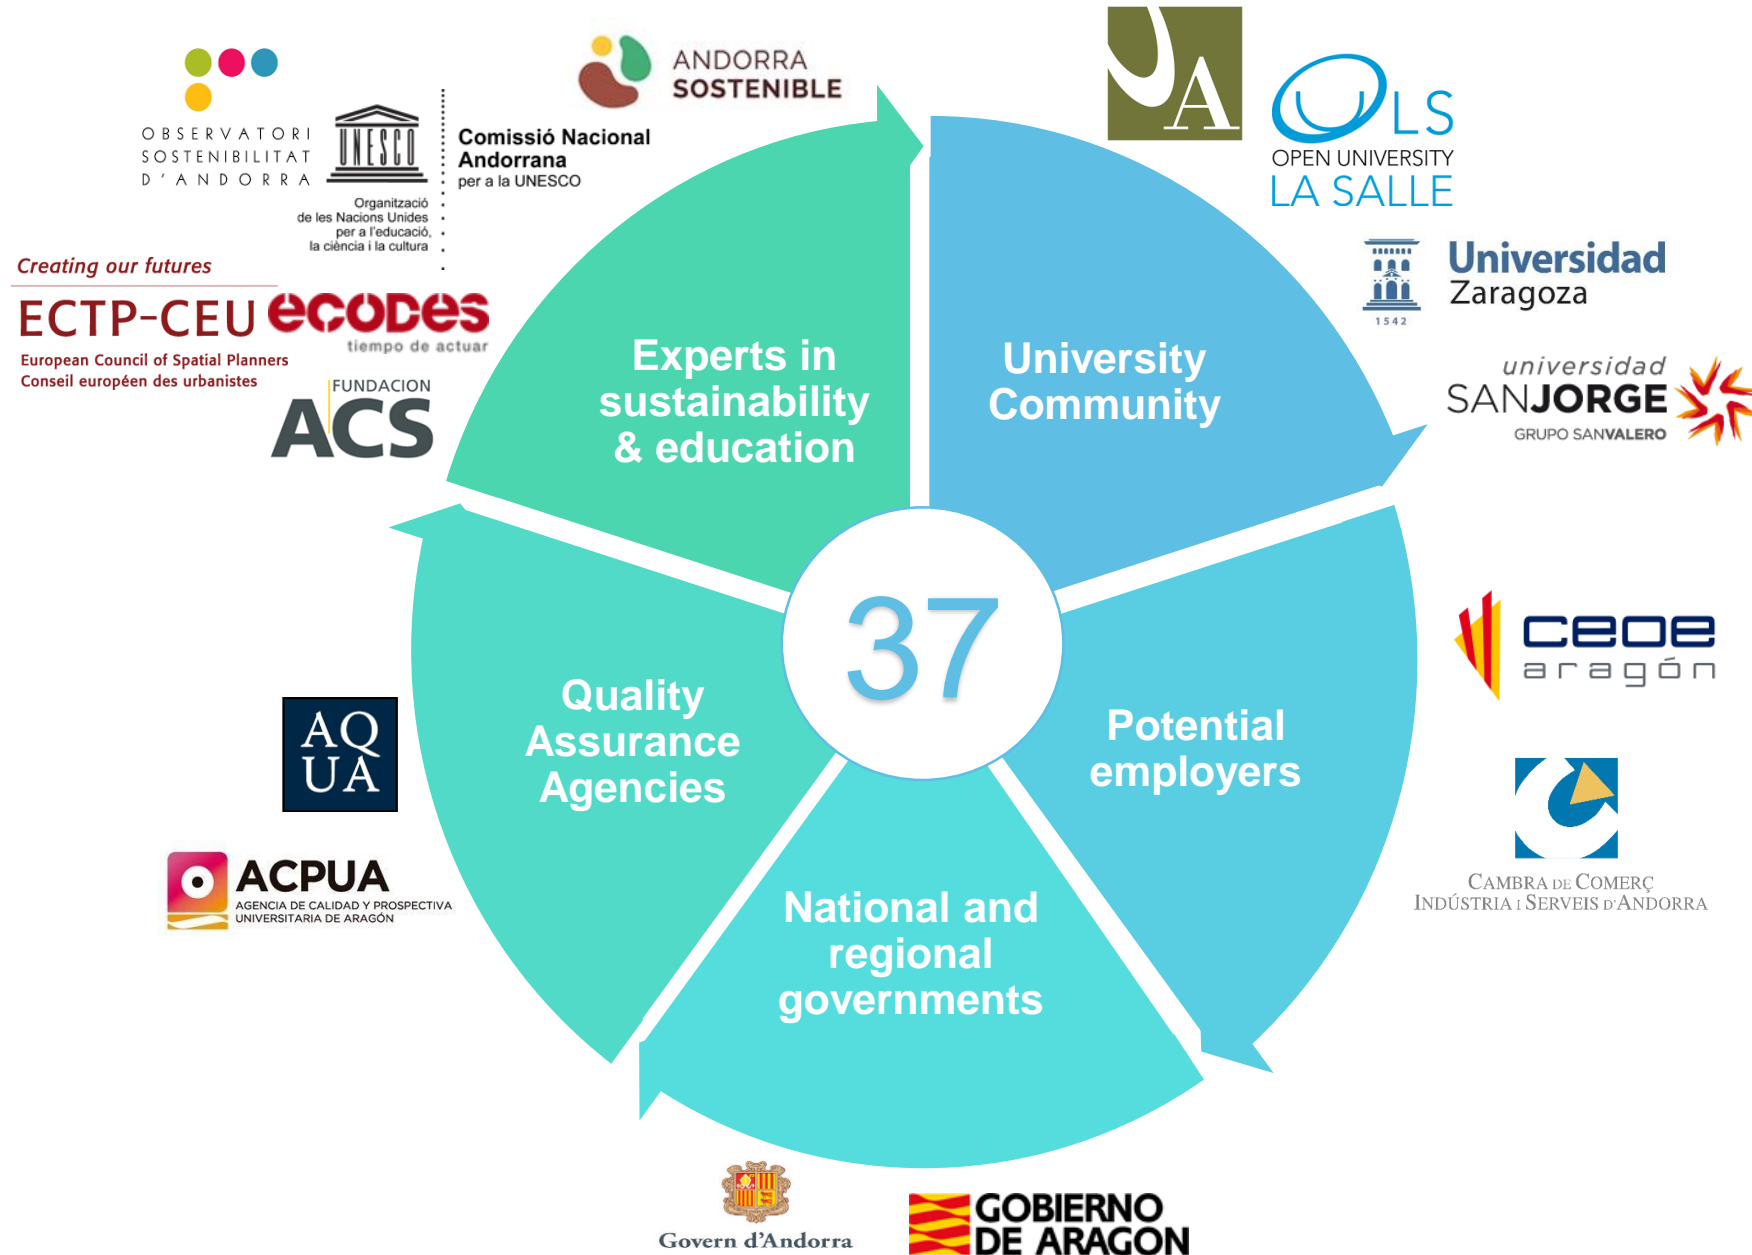 OBSERVATORI
SOSTENIBILITAT
D'ANDORRA
UNESCO
Organització
de les Nacions Unides
per a l'educació,
la ciència i la cultura
Comissió Nacional
Andorrana
per a la UNESCO
ANDORRA
SOSTENIBLE
Creating our futures
ECTP-CEU
European Council of Spatial Planners
Conseil européen des urbanistes
ecodes
tiempo de actuar
FUNDACION
ACS
Experts in
sustainability
& education
UA
ULS
OPEN UNIVERSITY
LA SALLE
Universidad
Zaragoza
1542
universidad
SANJORGE
GRUPO SANVALERO
University
Community
37
ceoe
aragón
CAMBRA DE COMERÇ
INDÚSTRIA I SERVEIS D'ANDORRA
Potential
employers
National and
regional
governments
Govern d'Andorra
GOBIERNO
DE ARAGON
Quality
Assurance
Agencies
AQ
UA
ACPUA
AGENCIA DE CALIDAD Y PROSPECTIVA
UNIVERSITARIA DE ARAGÓN